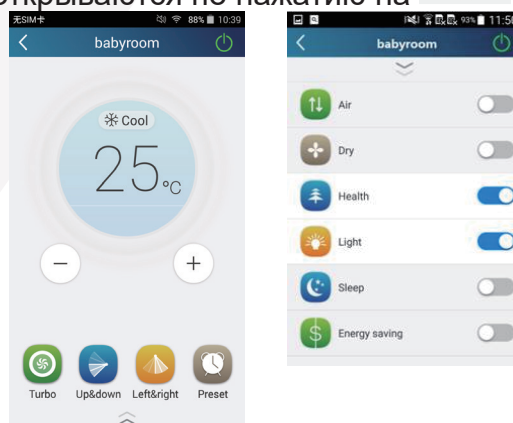 открываются по нажатию на
无SIM卡 88% 10:39
babyroom
Cool
25°C
−
+
Turbo Up&down Left&right Preset
93% 11:50
babyroom
Air
Dry
Health
Light
Sleep
Energy saving